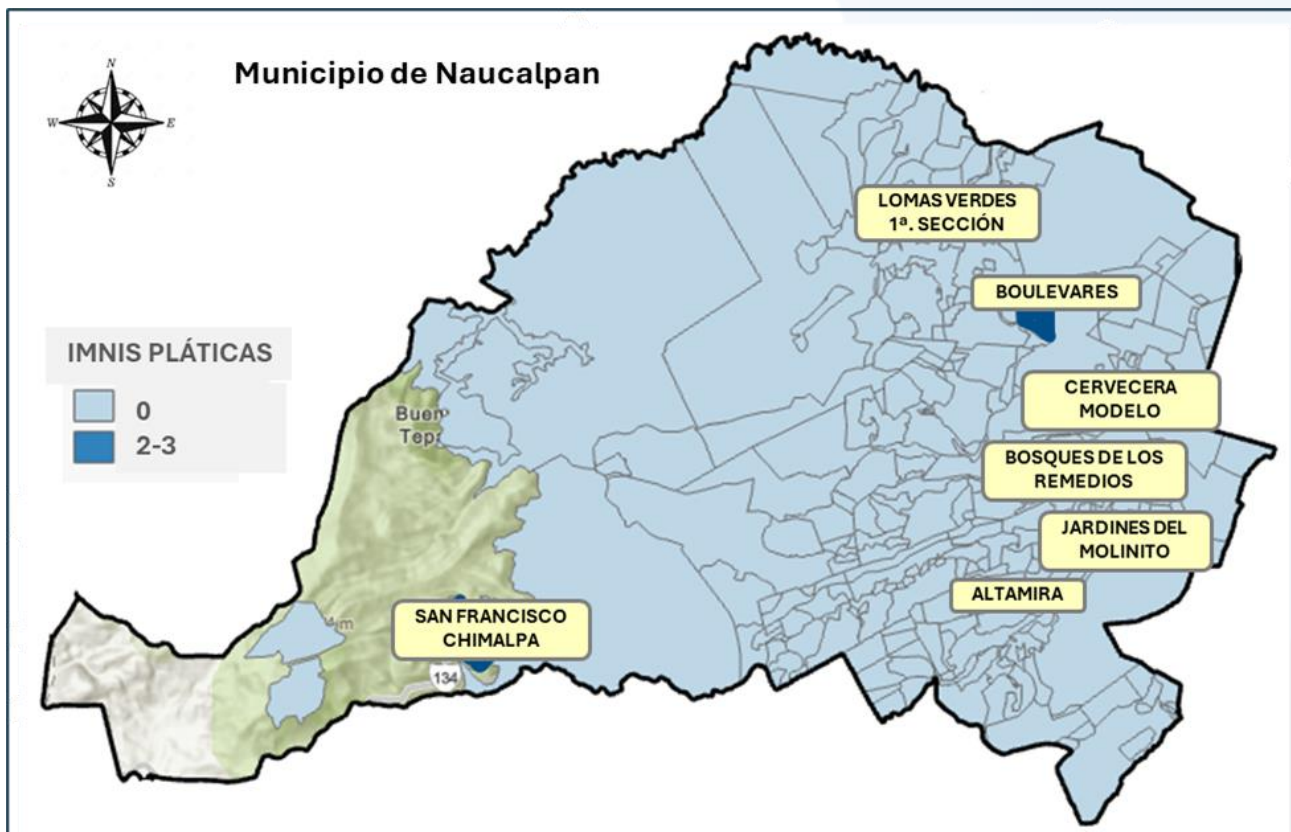 Municipio de Naucalpan
N
W
E
S
LOMAS VERDES
1ª. SECCIÓN
BOULEVARES
IMNIS PLÁTICAS
0
2-3
CERVECERA
MODELO
BOSQUES DE LOS
REMEDIOS
JARDINES DEL
MOLINITO
ALTAMIRA
SAN FRANCISCO
CHIMALPA
134